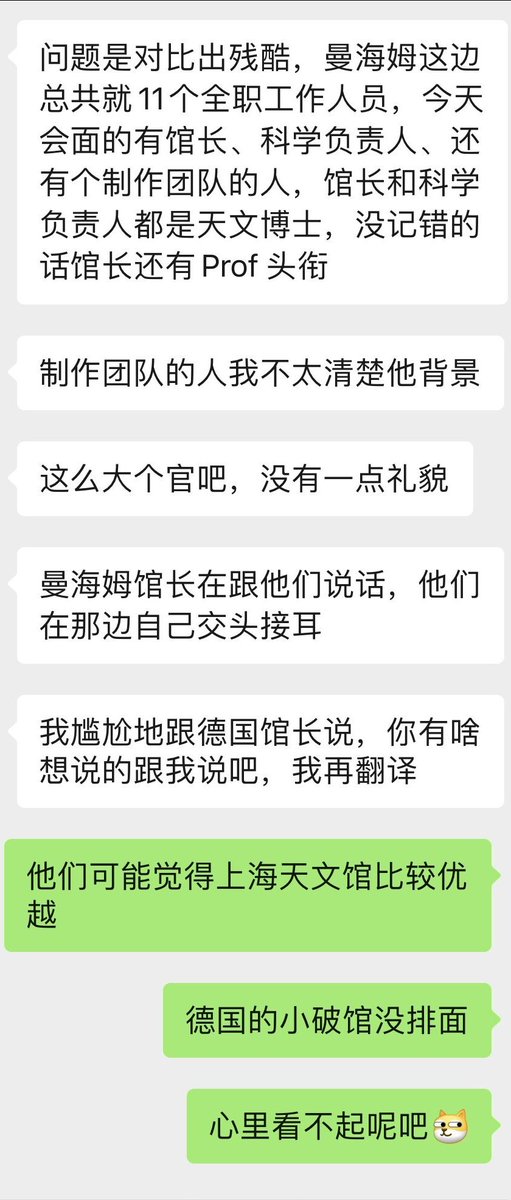 问题是对比出残酷，曼海姆这边
总共就11个全职工作人员，今天
会面的有馆长、科学负责人、还
有个制作团队的人，馆长和科学
负责人都是天文博士，没记错的
话馆长还有Prof 头衔
制作团队的人我不太清楚他背景
这么大个官吧，没有一点礼貌
曼海姆馆长在跟他们说话，他们
在那边自己交头接耳
我尴尬地跟德国馆长说，你有啥
想说的跟我说吧，我再翻译
他们可能觉得上海天文馆比较优
越
德国的小破馆没排面
心里看不起呢吧